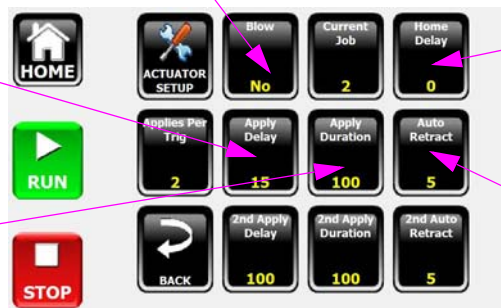 HOME
ACTUATOR
SETUP
Blow
No
Current
Job
2
Home
Delay
0
RUN
Applies Per
Trig
2
Apply
Delay
15
Apply
Duration
100
Auto
Retract
5
STOP
BACK
2nd Apply
Delay
100
2nd Apply
Duration
100
2nd Auto
Retract
5